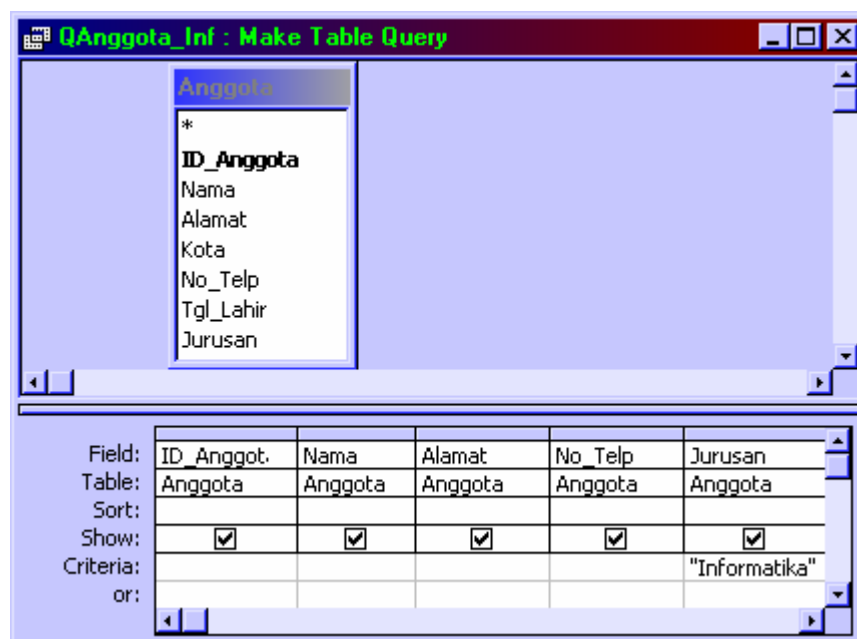 QAnggota_Inf : Make Table Query
Anggota
*
ID_Anggota
Nama
Alamat
Kota
No_Telp
Tgl_Lahir
Jurusan
Field: ID_Anggot. Nama Alamat No_Telp Jurusan
Table: Anggota Anggota Anggota Anggota Anggota
Sort:
Show:
Criteria: "Informatika"
or: